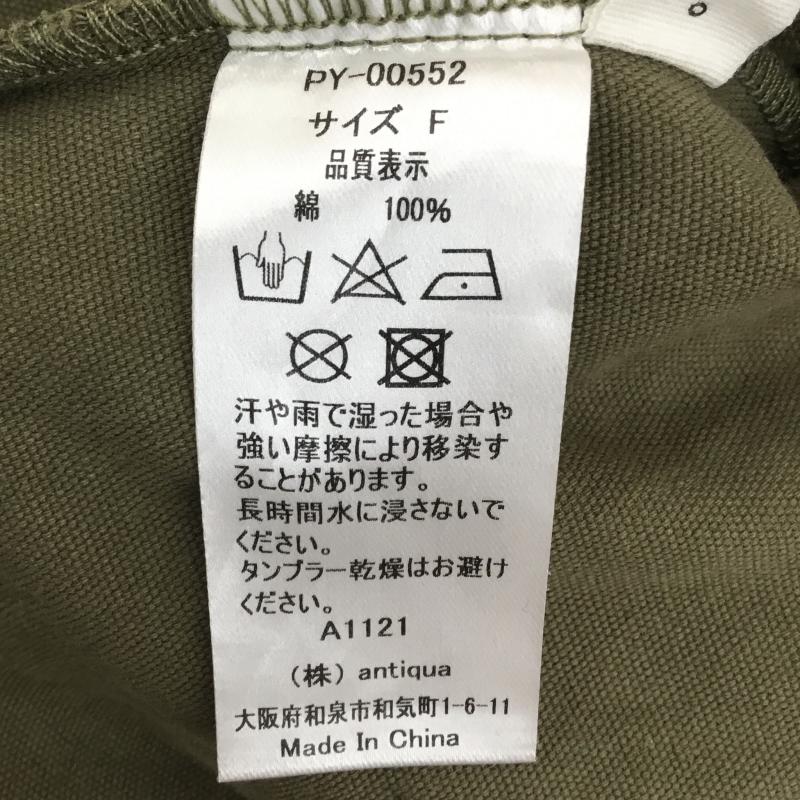 PY-00552
サイズ F
品質表示
綿 100%
汗や雨で湿った場合や
強い摩擦により移染す
ることがあります。
長時間水に浸さないで
ください。
タンブラー乾燥はお避け
ください。
A1121
（株）antiqua
大阪府和泉市和気町1-6-11
Made In China